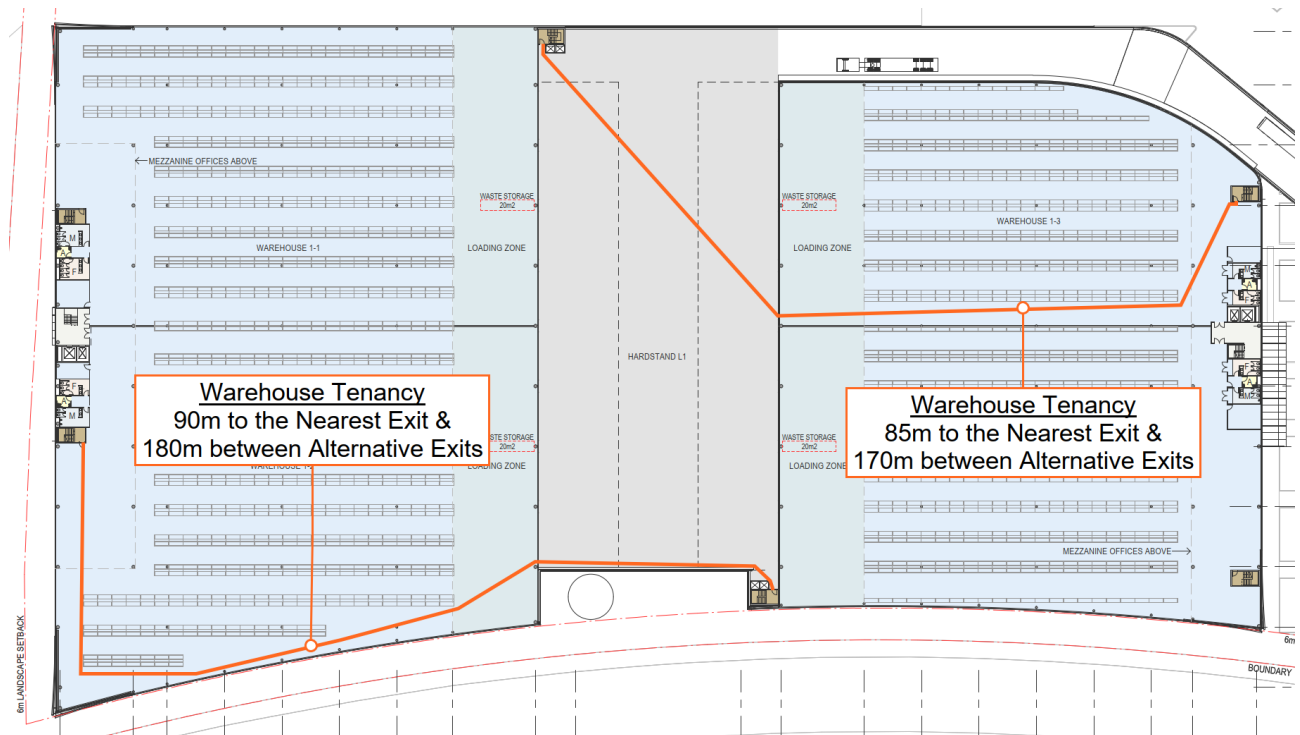 MEZZANINE OFFICES ABOVE
WASTE STORAGE
20m2
WASTE STORAGE
20m2
M
A
F
WAREHOUSE 1-1
LOADING ZONE
LOADING ZONE
WAREHOUSE 1-3
M
A
F
HARDSTAND L1
F
A
M
Warehouse Tenancy
90m to the Nearest Exit &
180m between Alternative Exits
Warehouse Tenancy
85m to the Nearest Exit &
170m between Alternative Exits
F
A
STE STORAGE
20m2
WASTE STORAGE
20m2
LOADING ZONE
LOADING ZONE
MEZZANINE OFFICES ABOVE
6m LANDSCAPE SETBACK
6m
BOUNDARY